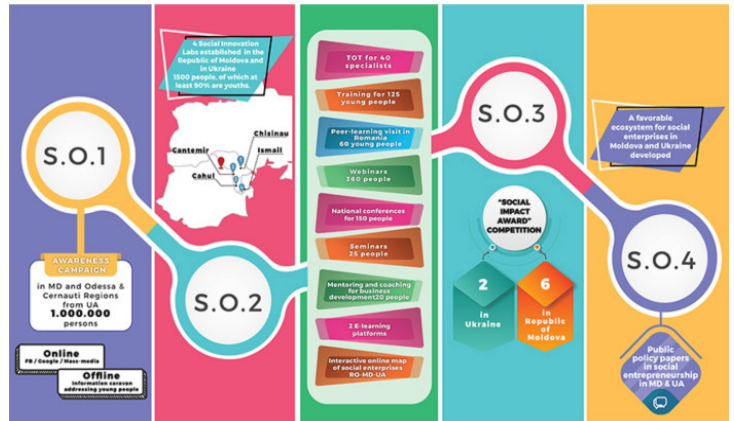 S.O.1
AWARENESS CAMPAIGN
in MD and Odessa &
Cernauti Regions
from UA
1.000.000
persons
Online
FB / Google / Mass-media
Offline
Information caravan
addressing young people
4 Social Innovation
Labs established in the
Republic of Moldova and
in Ukraine
1500 people, of which at
least 90% are youths.
Chisinau
Cantemir
Ismail
Cahul
S.O.2
TOT for 40
specialists
Training for 125
young people
Peer-learning visit in
Romania
60 young people
Webinars
360 people
National conferences
for 150 people
Seminars
25 people
Mentoring and coaching
for business
development20 people
2 E-learning
platforms
Interactive online map
of social enterprises
RO-MD-UA
S.O.3
"SOCIAL
IMPACT
AWARD"
COMPETITION
2
in
Ukraine
6
in
Republic
of
Moldova
A favorable
ecosystem for social
enterprises in
Moldova and Ukraine
developed
S.O.4
Public
policy papers
in social
entrepreneurship
in MD & UA